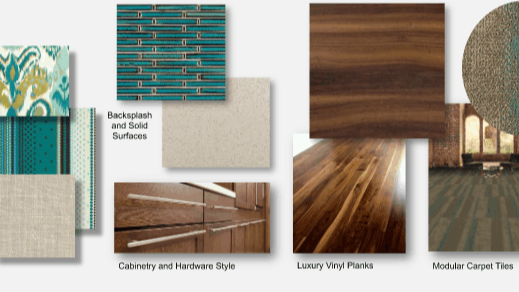 Backsplash
and Solid
Surfaces
Cabinetry and Hardware Style
Luxury Vinyl Planks
Modular Carpet Tiles